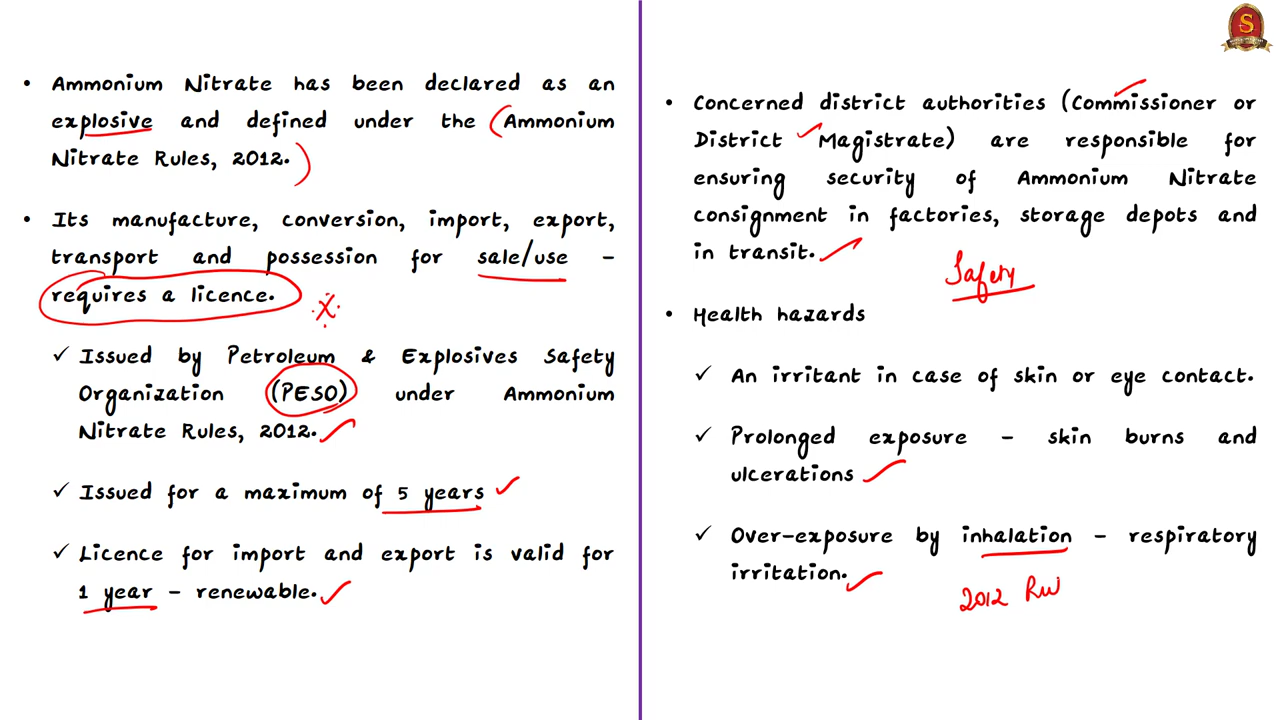 • Ammonium Nitrate has been declared as an
explosive and defined under the (Ammonium
Nitrate Rules, 2012.)
• Its manufacture, conversion, import, export,
transport and possession for sale/use –
requires a licence.
✓ Issued by Petroleum & Explosives Safety
Organization (PESO) under Ammonium
Nitrate Rules, 2012.
✓ Issued for a maximum of 5 years
✓ Licence for import and export is valid for
1 year – renewable.
• Concerned district authorities (Commissioner or
District Magistrate) are responsible for
ensuring security of Ammonium Nitrate
consignment in factories, storage depots and
in transit.
Safety
• Health hazards
✓ An irritant in case of skin or eye contact.
✓ Prolonged exposure – skin burns and
ulcerations
✓ Over-exposure by inhalation – respiratory
irritation.
2012